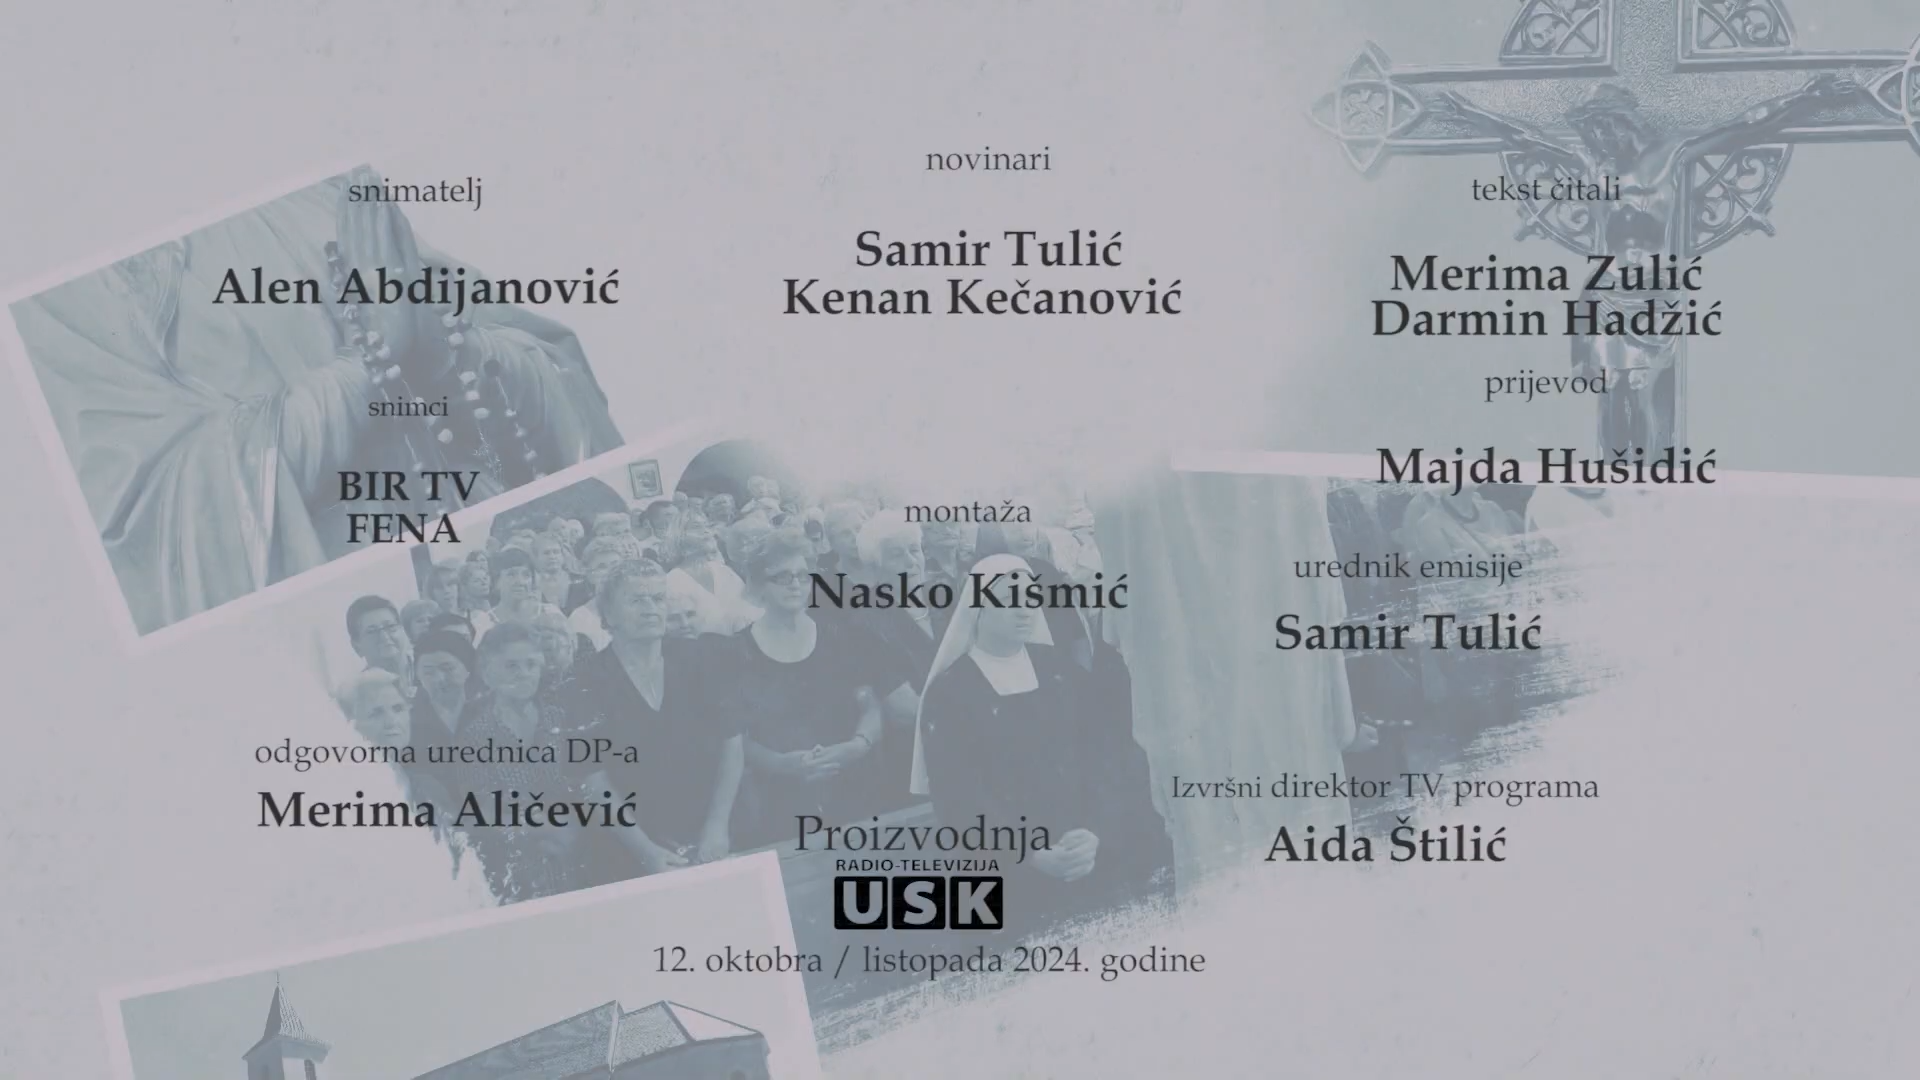 snimatelj
Alen Abdijanović
snimci
BIR TV
FENA
novinari
Samir Tulić
Kenan Kečanović
tekst čitali
Merima Zulić
Darmin Hadžić
prijevod
Majda Hušidić
montaža
Nasko Kišmić
urednik emisije
Samir Tulić
odgovorna urednica DP-a
Merima Aličević
Izvršni direktor TV programa
Aida Štilić
Proizvodnja
RADIO-TELEVIZIJA
USK
12. oktobra / listopada 2024. godine